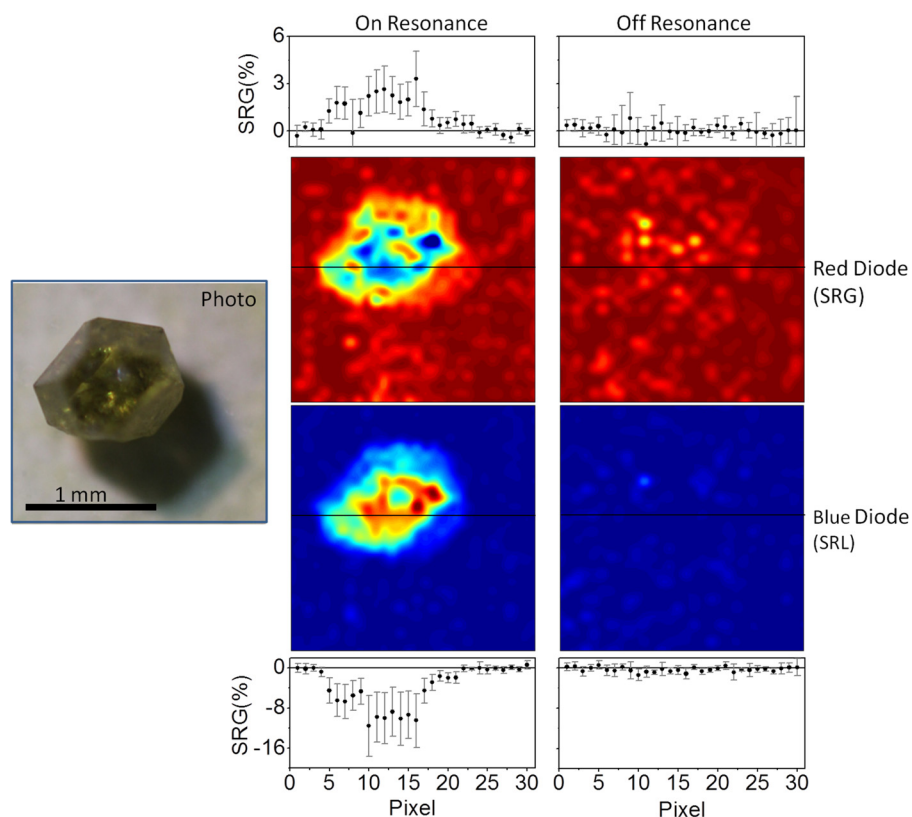 On Resonance
Off Resonance
6
3
0
SRG(%)
Red Diode
(SRG)
Photo
1 mm
Blue Diode
(SRL)
0
-8
-16
SRG(%)
0 5 10 15 20 25 30
0 5 10 15 20 25 30
Pixel
Pixel